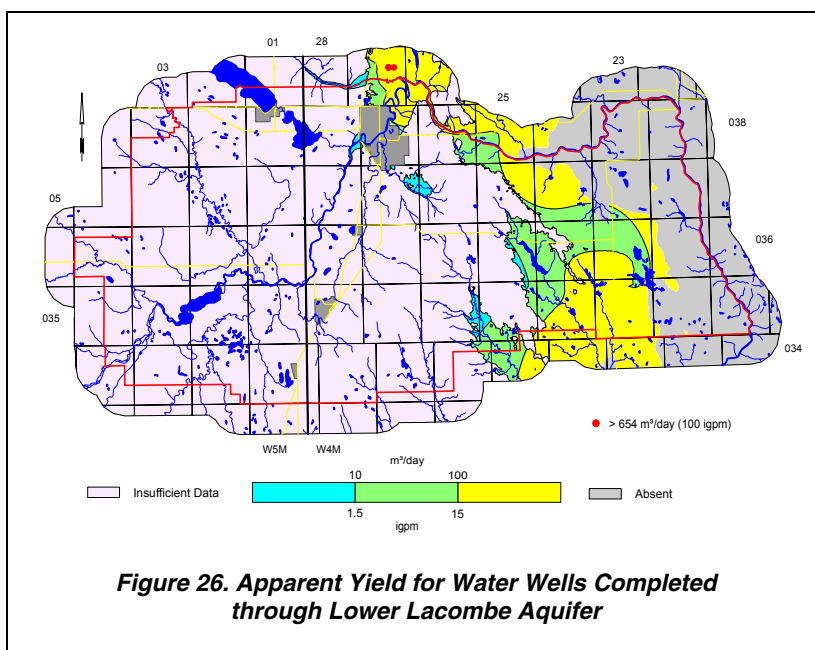 01 28
03
23
25
038
05
036
035
034
W5M W4M
> 654 m³/day (100 igpm)
m³/day
10 100
Insufficient Data
Absent
1.5 15
igpm
Figure 26. Apparent Yield for Water Wells Completed
through Lower Lacombe Aquifer